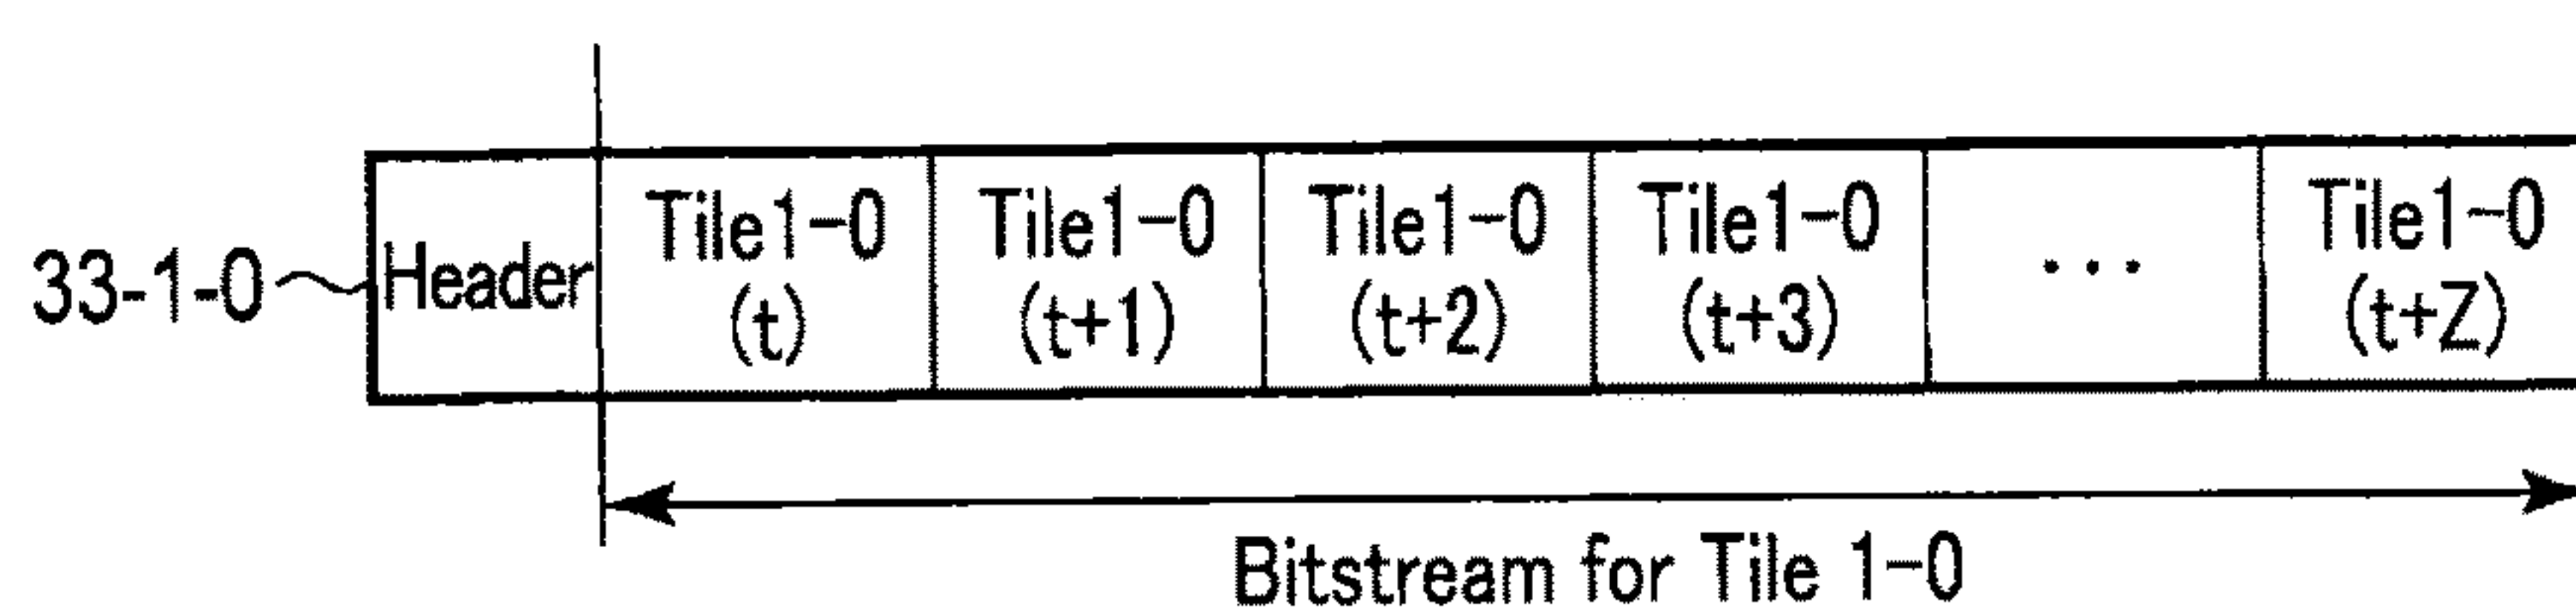 33-1-0
Header
Tile1-0
(t)
Tile1-0
(t+1)
Tile1-0
(t+2)
Tile1-0
(t+3)
...
Tile1-0
(t+Z)
Bitstream for Tile 1-0